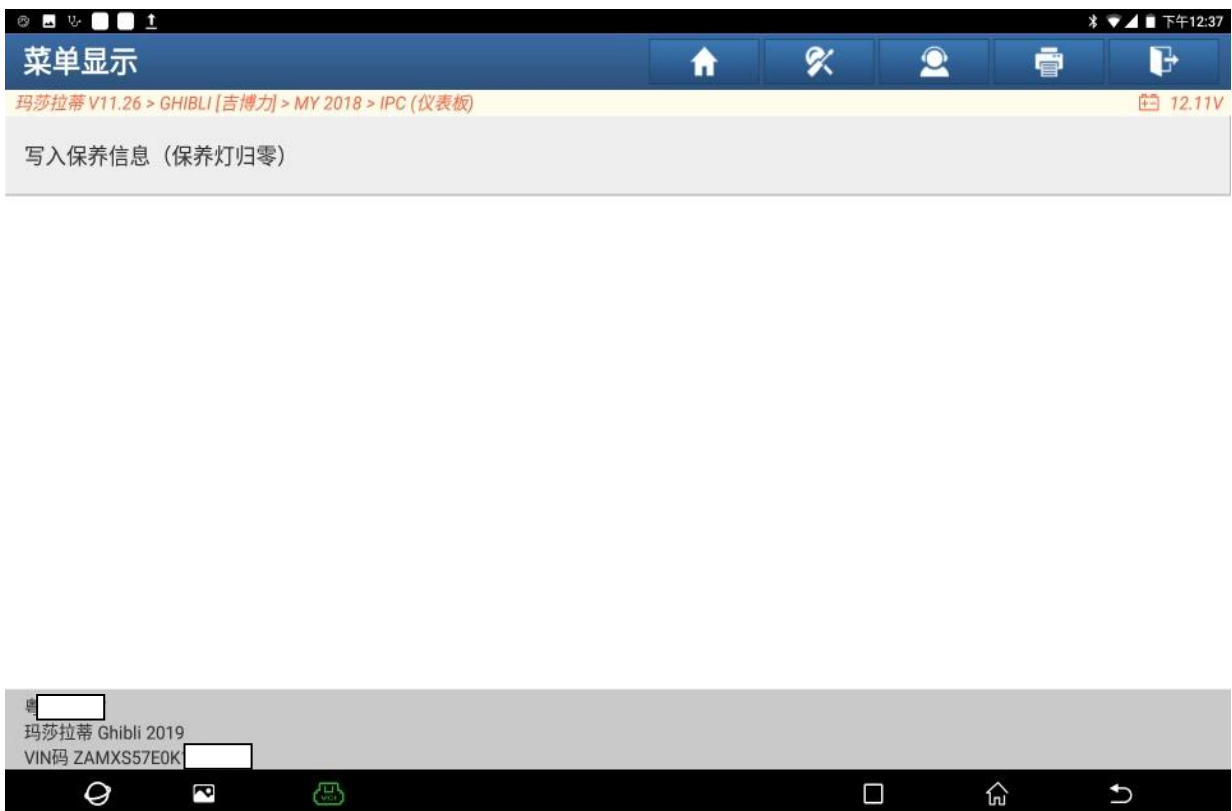 下午12:37
菜单显示
玛莎拉蒂 V11.26 > GHIBLI [吉博力] > MY 2018 > IPC (仪表板)
12.11V
写入保养信息（保养灯归零）
粤
玛莎拉蒂 Ghibli 2019
VIN码 ZAMXS57E0K
VCI